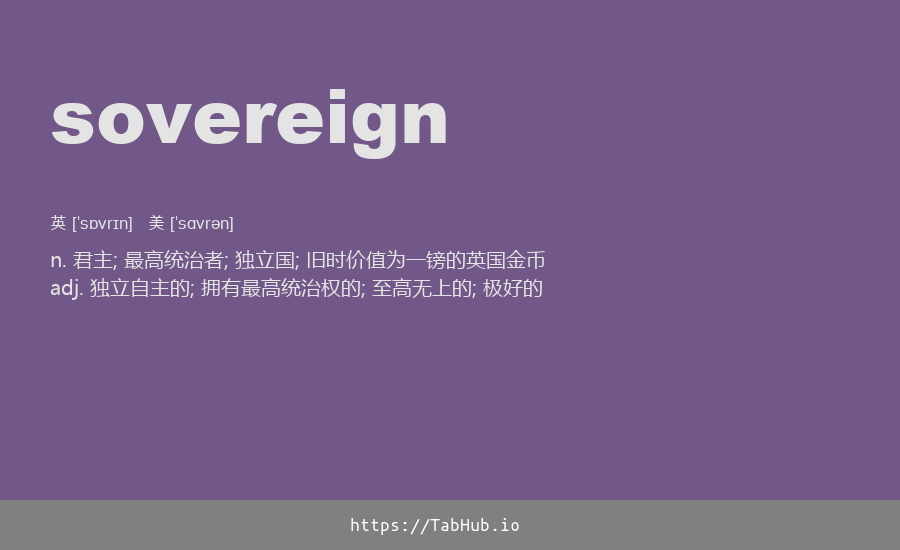 sovereign
英 [ˈsɒvrɪn] 美 [ˈsɑvrən]
n. 君主; 最高统治者; 独立国; 旧时价值为一镑的英国金币
adj. 独立自主的; 拥有最高统治权的; 至高无上的; 极好的
https://TabHub.io